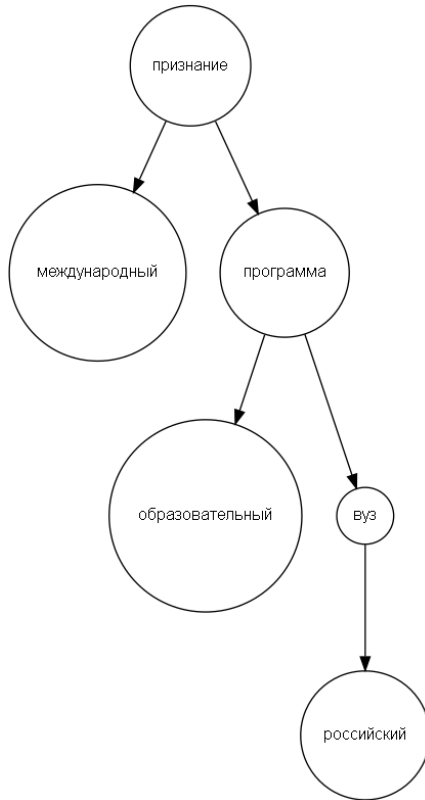 признание
международный
программа
образовательный
вуз
российский